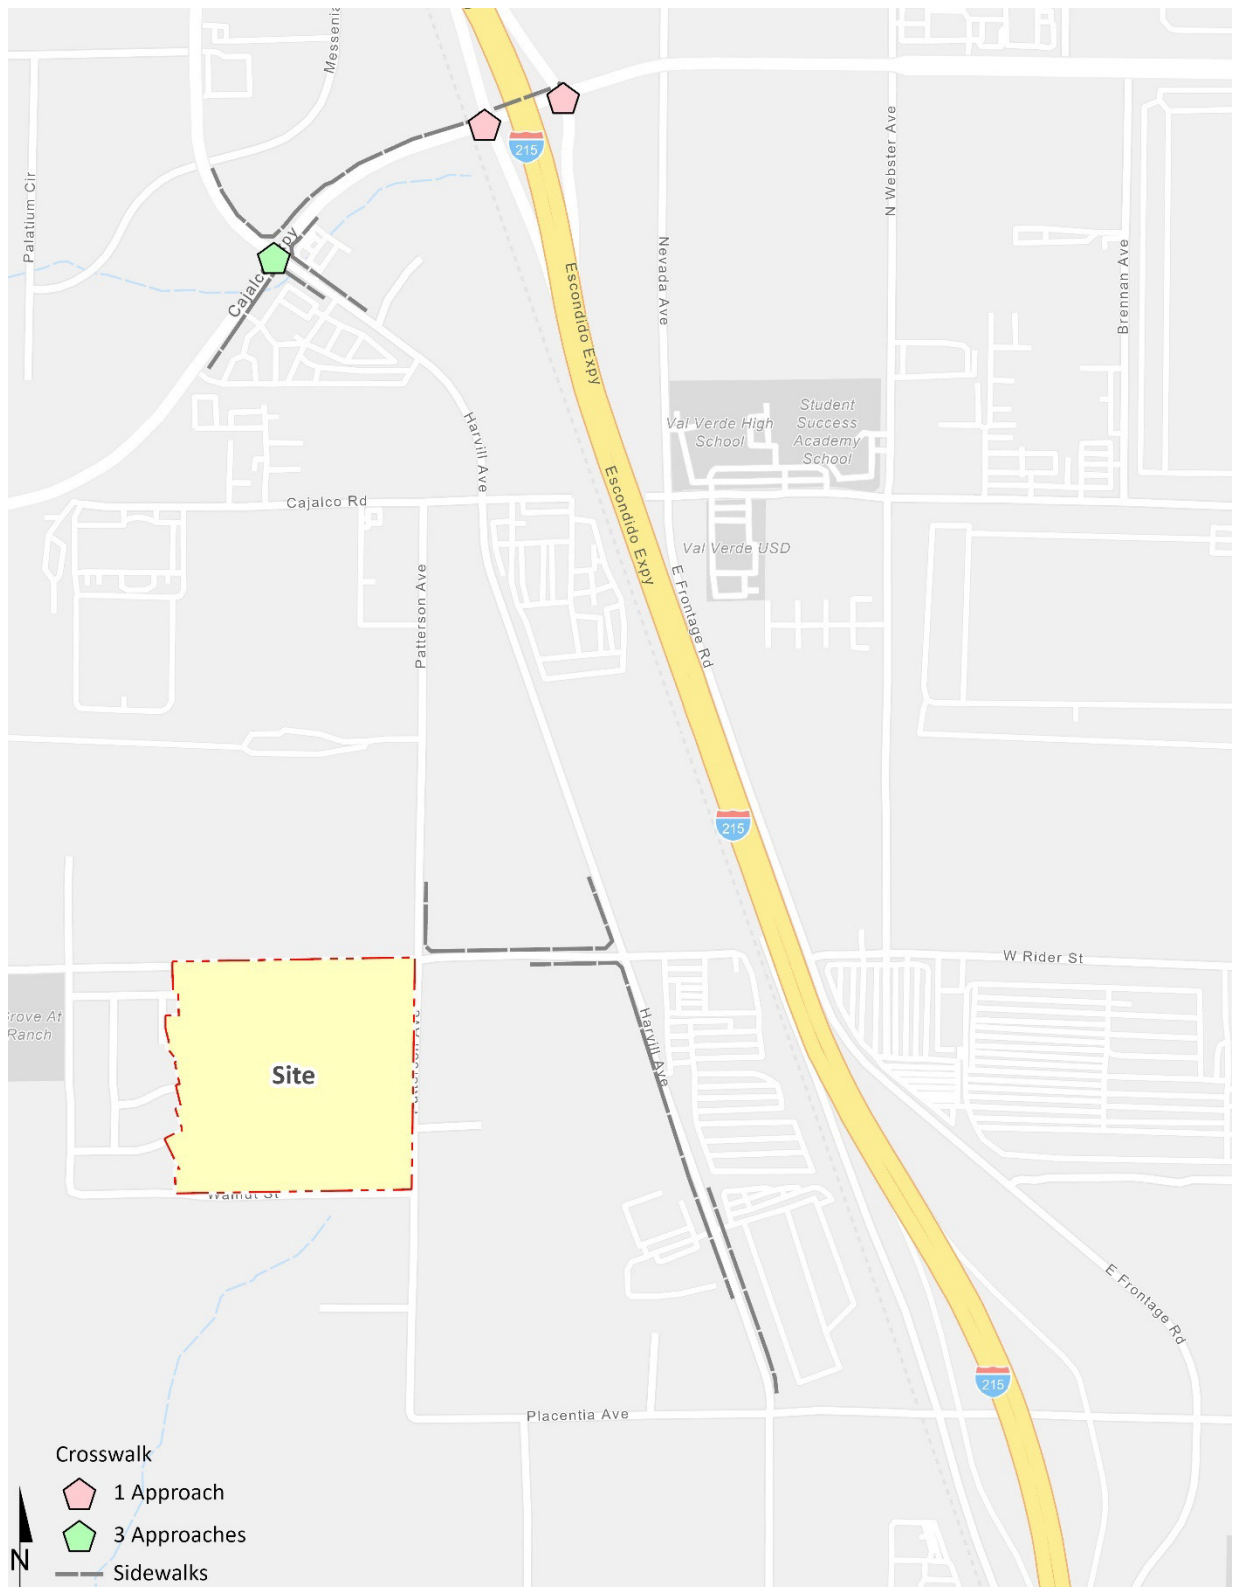 Messenia
Palatium Cir
215
N Webster Ave
Nevada Ave
Brennan Ave
Cajalco
Expy
Escondido Expy
Student
Success
Academy
School
Val Verde High
School
Harvill Ave
Escondido Expy
Cajalco Rd
Val Verde USD
Patterson Ave
E Frontage Rd
215
W Rider St
Grove At
Ranch
Harvill Ave
Site
Walnut St
E Frontage Rd
215
Placentia Ave
Crosswalk
1 Approach
3 Approaches
Sidewalks
N